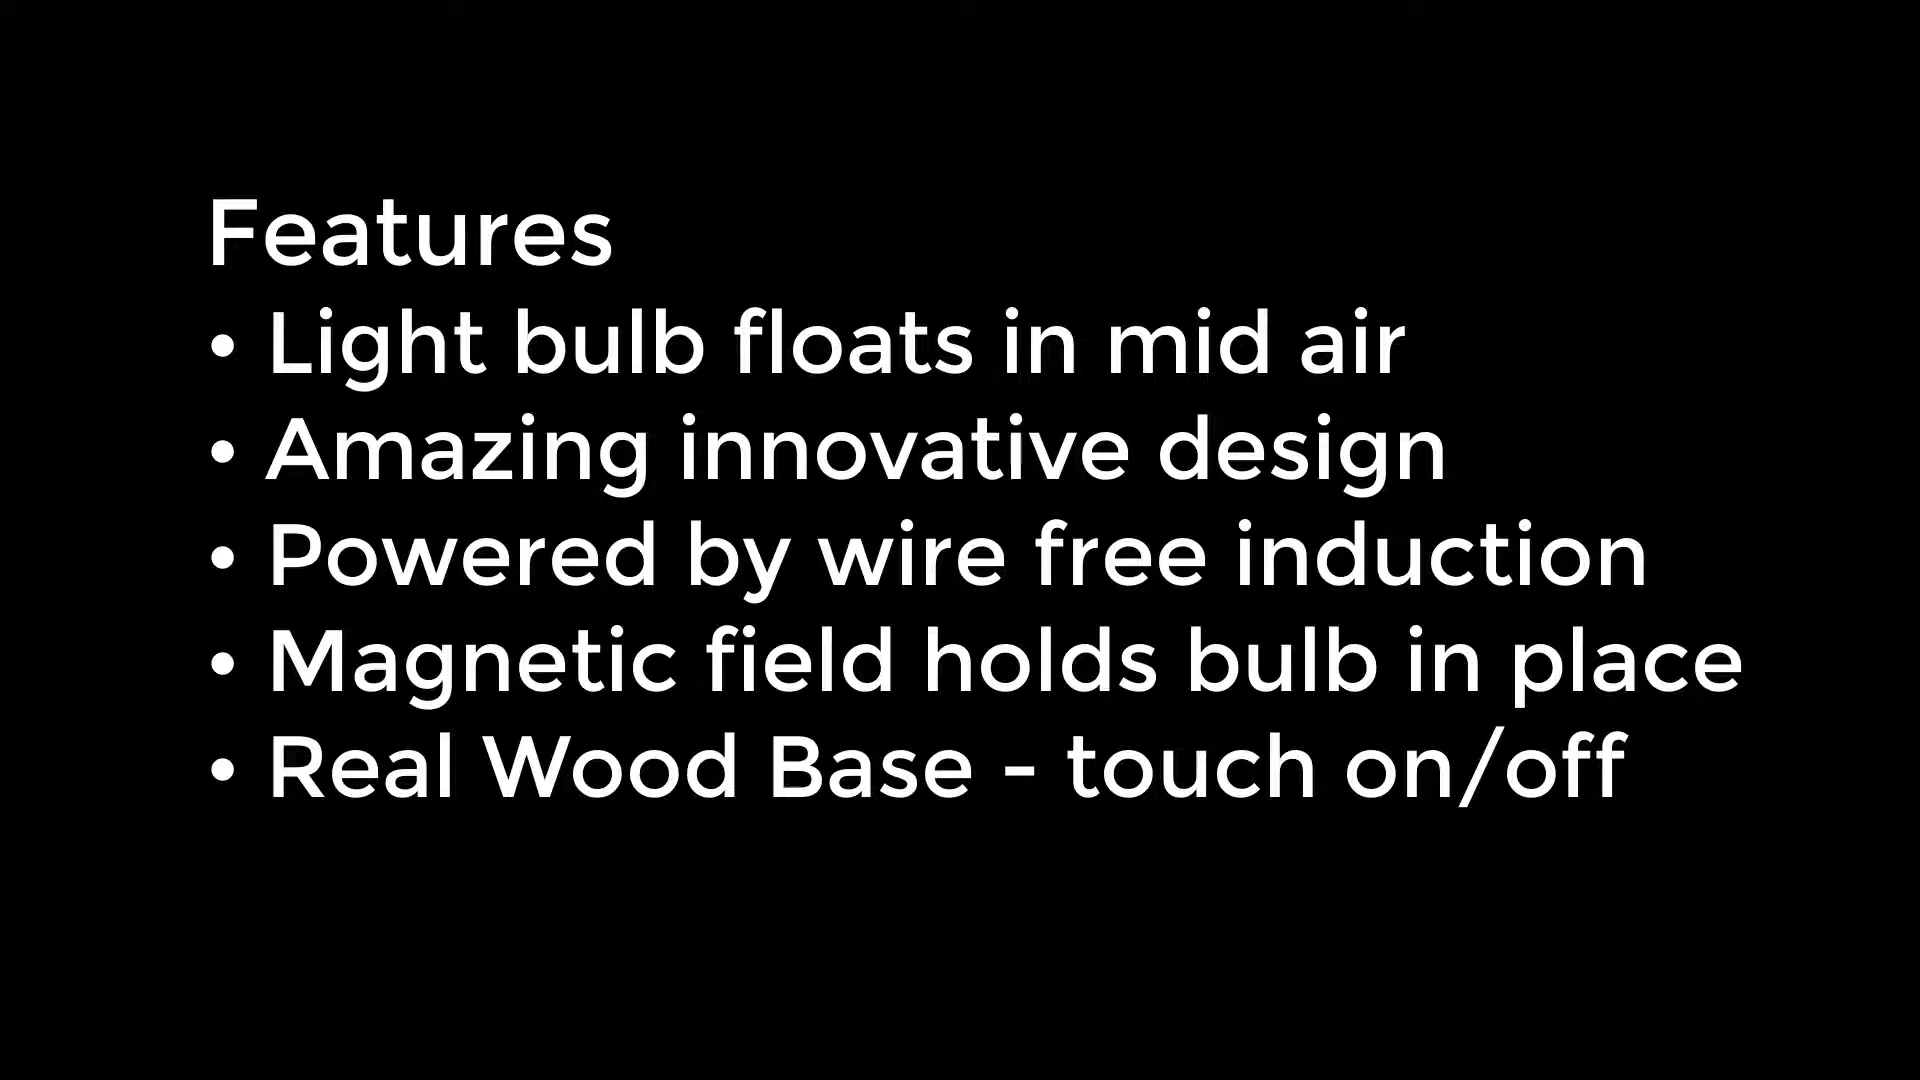 Features
• Light bulb floats in mid air
• Amazing innovative design
• Powered by wire free induction
• Magnetic field holds bulb in place
• Real Wood Base - touch on/off